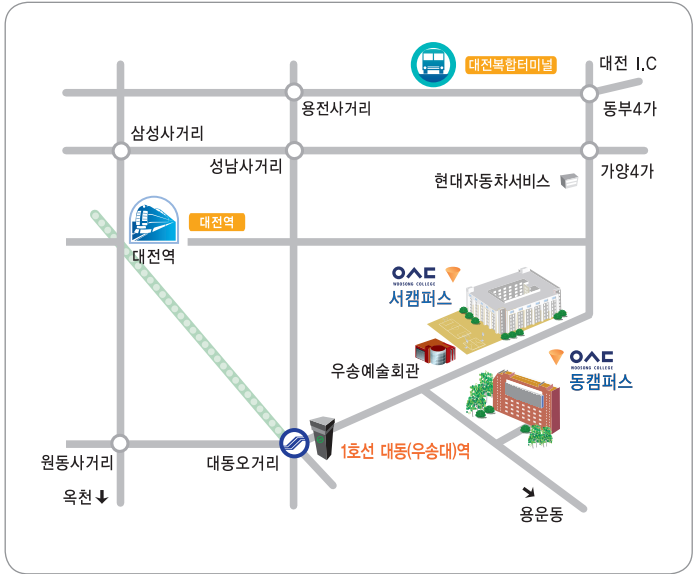 대전복합터미널
대전 I.C
용전사거리
동부4가
삼성사거리
성남사거리
가양4가
현대자동차서비스
대전역
대전역
WOOSONG COLLEGE
서캠퍼스
우송예술회관
WOOSONG COLLEGE
동캠퍼스
1호선 대동(우송대)역
원동사거리
대동오거리
옥천
용운동